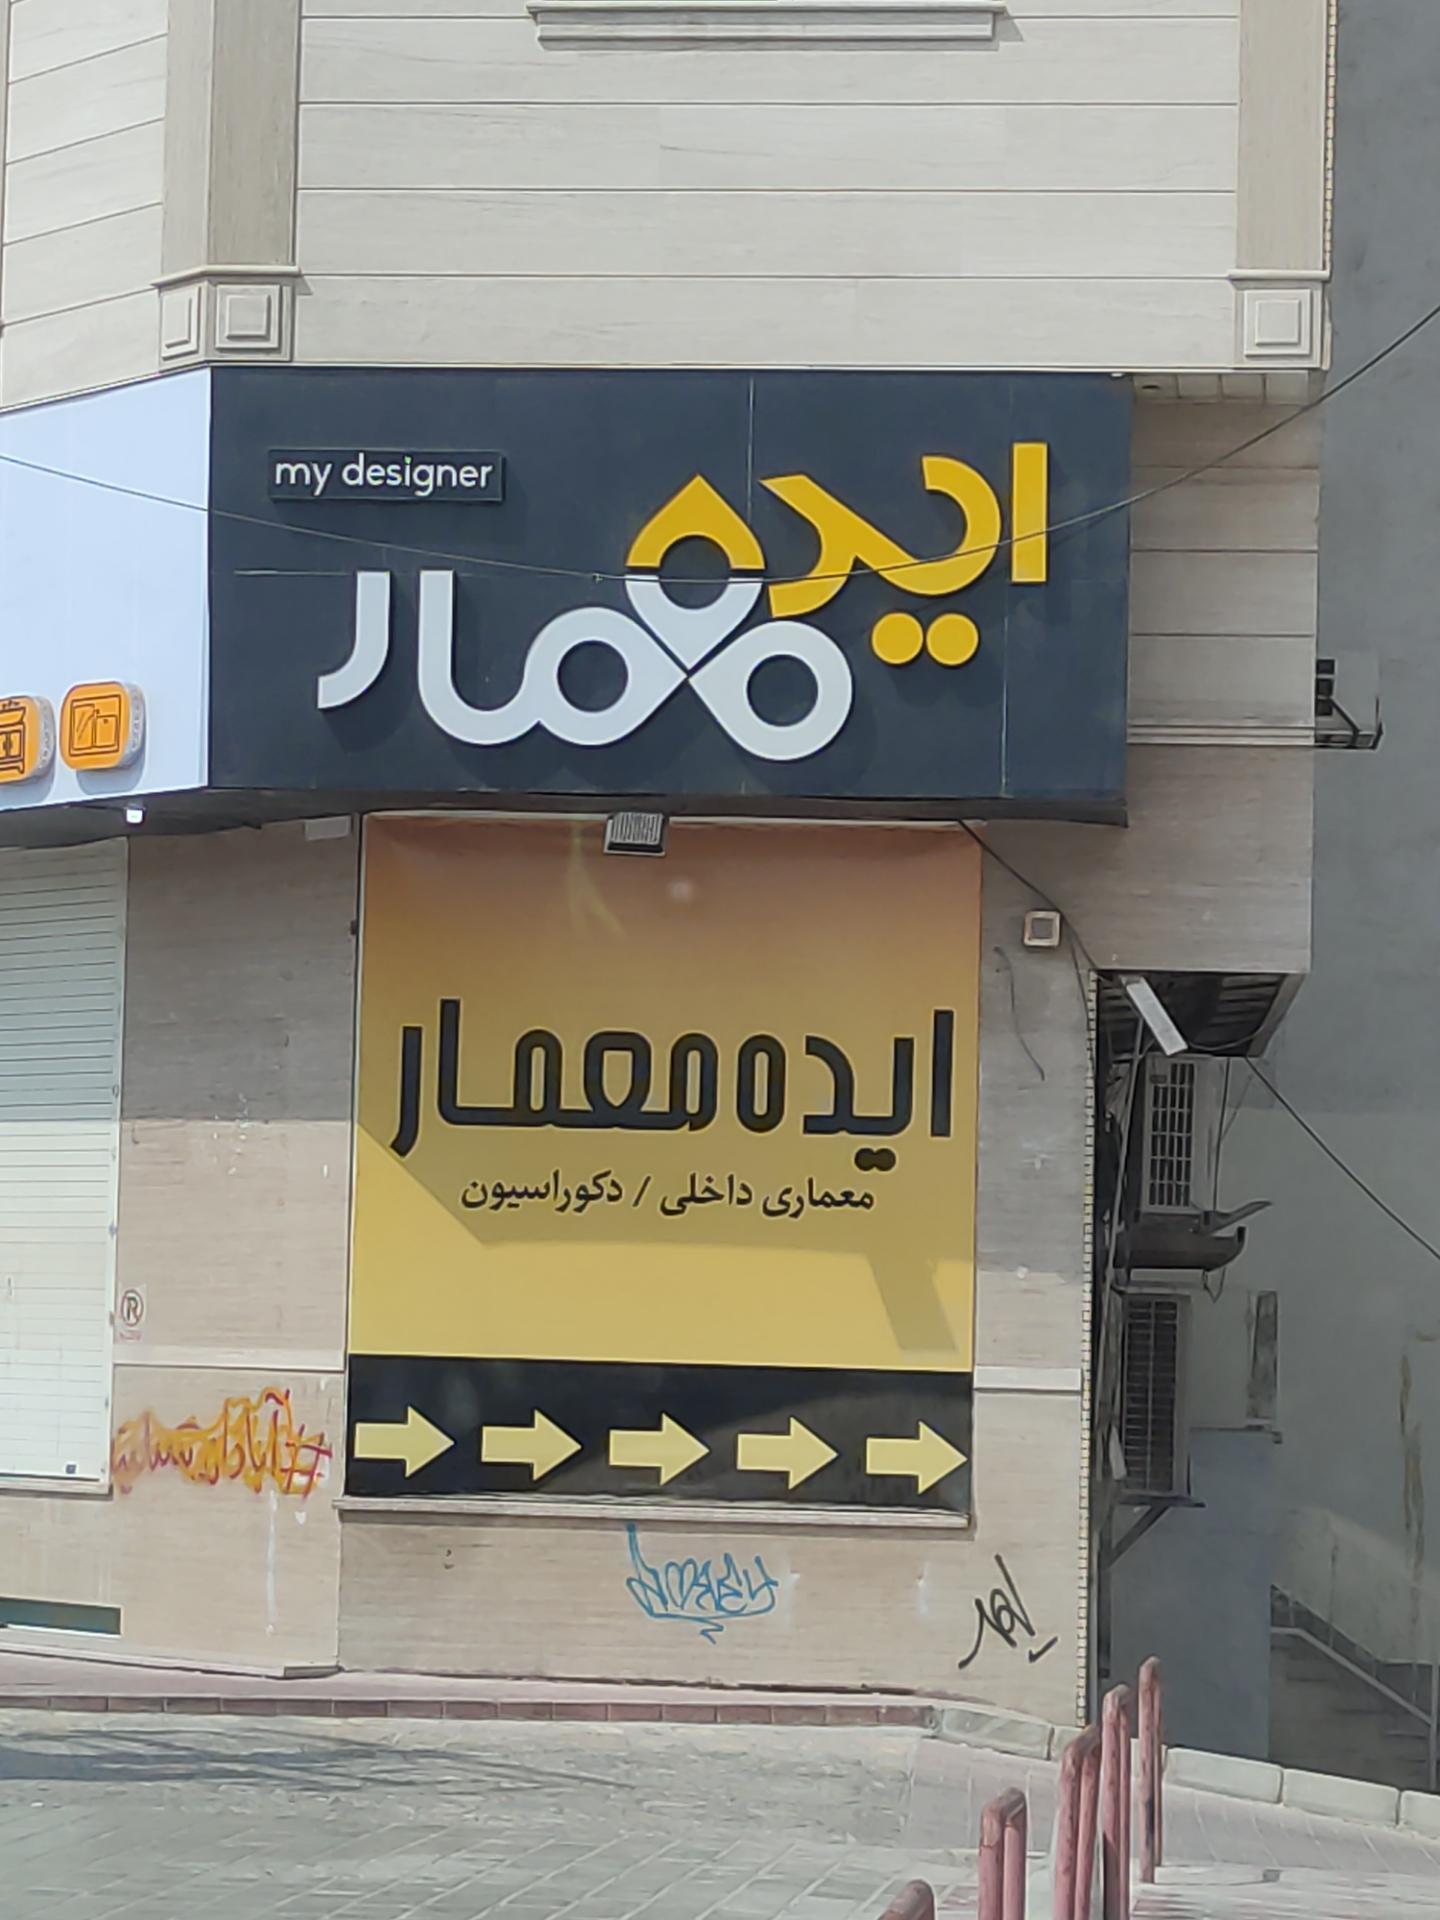 my designer
ایده
معمار
ایده معمار
معماری داخلی / دکوراسیون